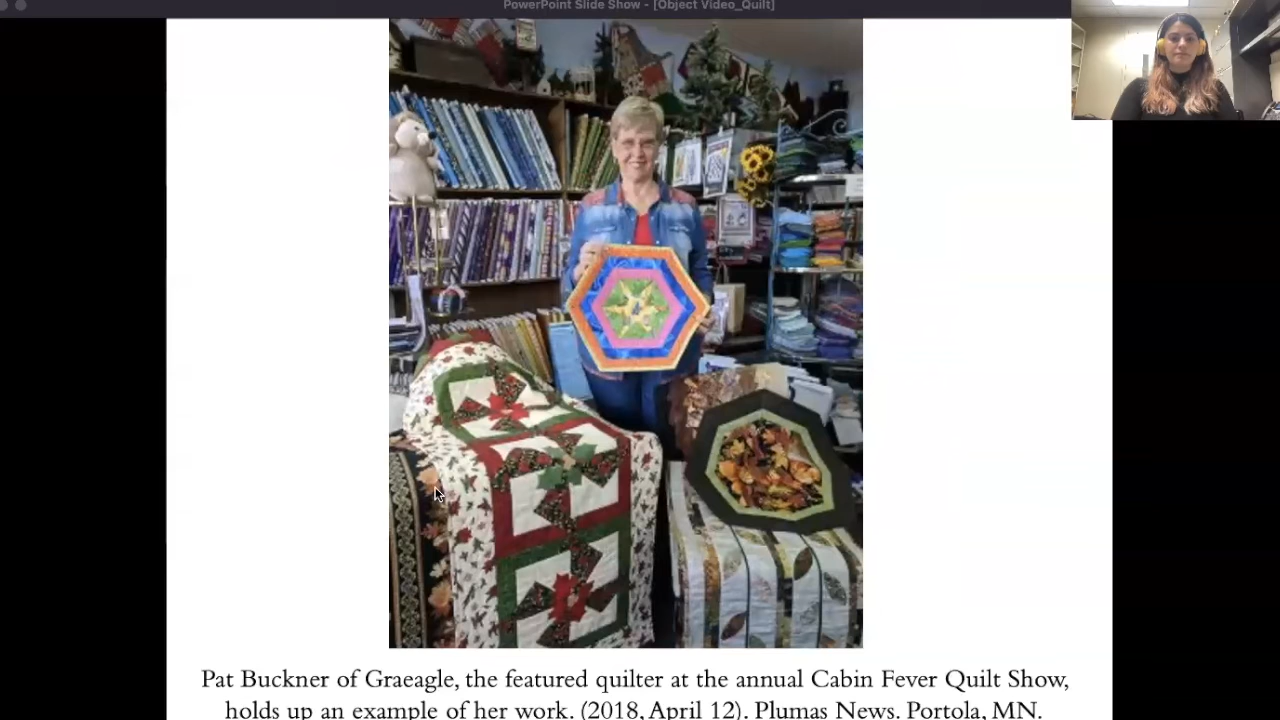 PowerPoint Slide Show - [Object Video_Quilt]
Pat Buckner of Graeagle, the featured quilter at the annual Cabin Fever Quilt Show,
holds up an example of her work. (2018, April 12). Plumas News. Portola, MN.